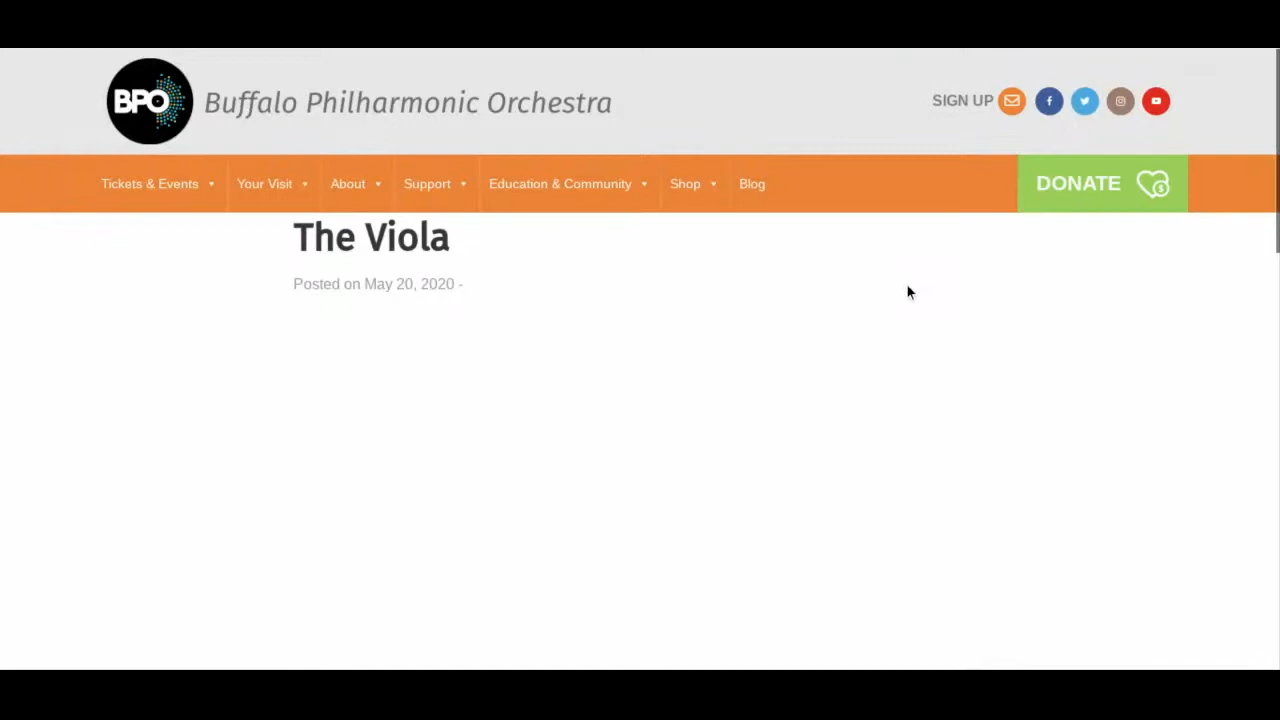 BPO Buffalo Philharmonic Orchestra
SIGN UP
Tickets & Events Your Visit About Support Education & Community Shop Blog DONATE
The Viola
Posted on May 20, 2020 -